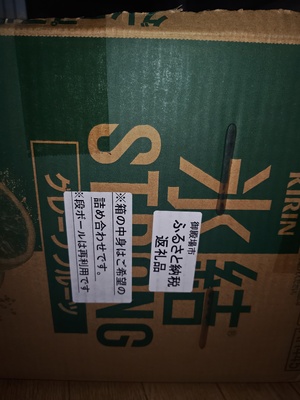 KIRIN
氷結
STRONG
グレープフルーツ
御殿場市
ふるさと納税
返礼品
※箱の中身はご希望の
詰め合わせです。
※段ボールは再利用です